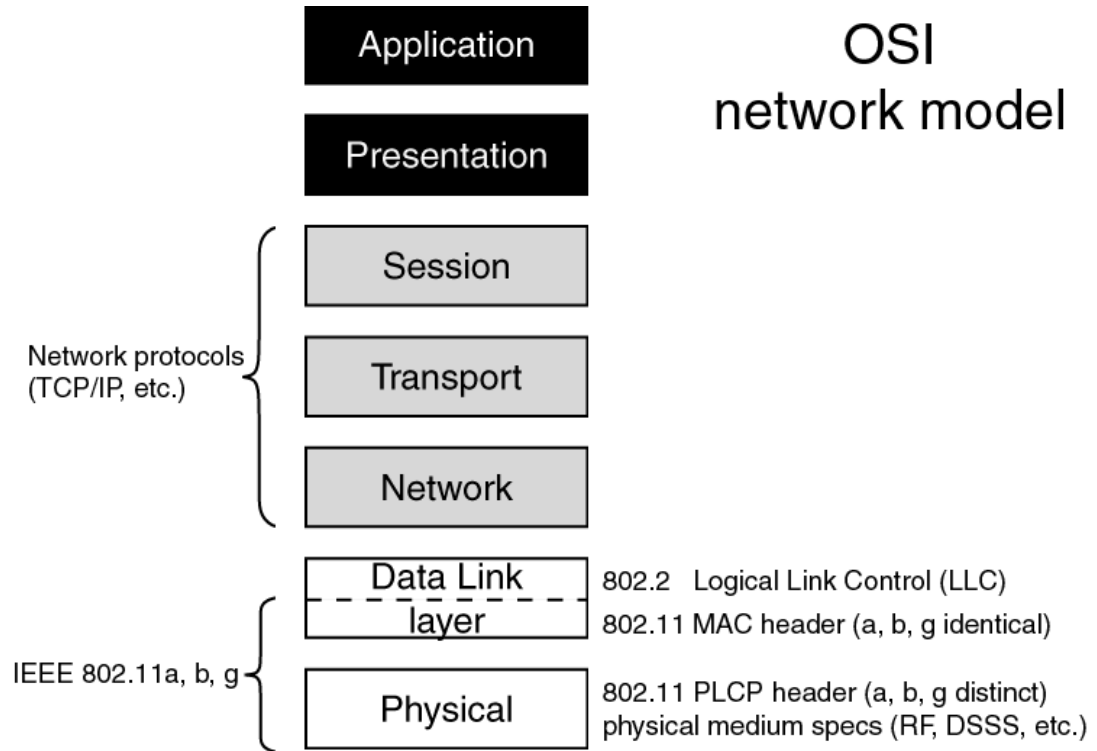 OSI
network model
Application
Presentation
Session
Transport
Network
Network protocols
(TCP/IP, etc.)
Data Link
layer
802.2 Logical Link Control (LLC)
802.11 MAC header (a, b, g identical)
IEEE 802.11a, b, g
Physical
802.11 PLCP header (a, b, g distinct)
physical medium specs (RF, DSSS, etc.)